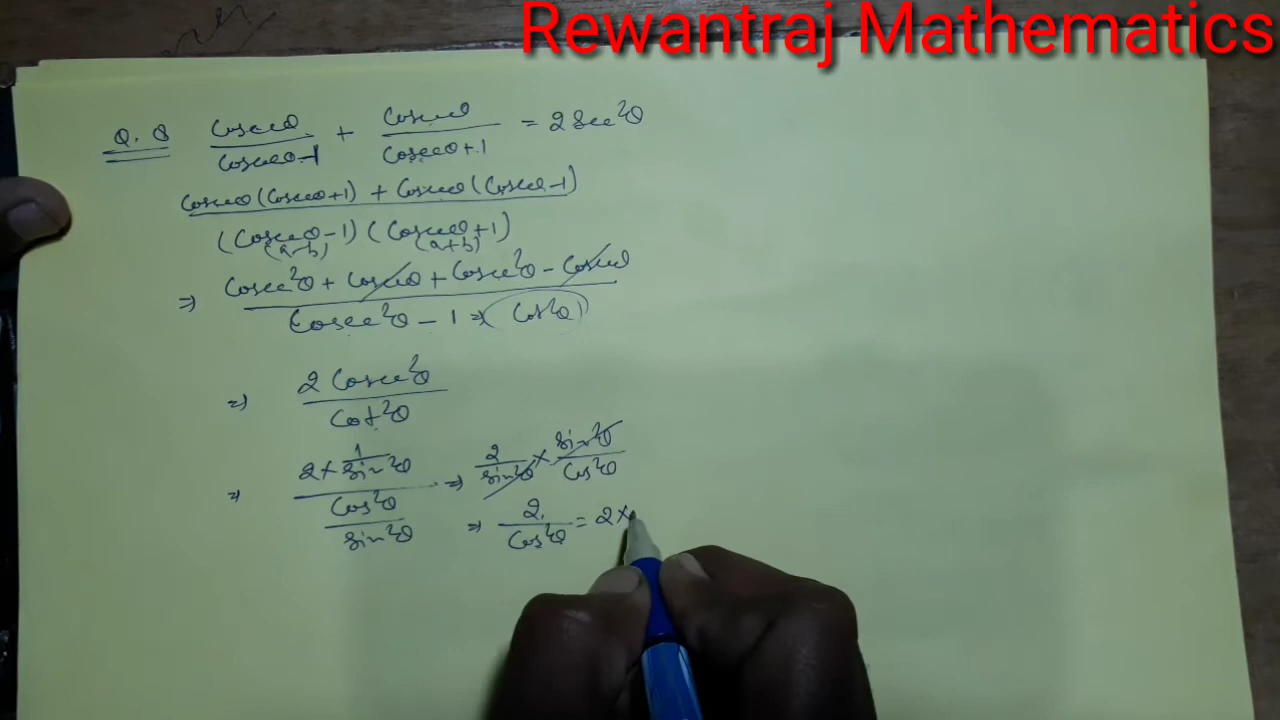 Rewantraj Mathematics
Q. 8 cosecθ/cosecθ-1 + cosecθ/cosecθ+1 = 2 sec²θ
cosecθ(cosecθ+1) + cosecθ(cosecθ-1)/(cosecθ-1)(cosecθ+1)
(a-b) (a+b)
⇒ cosec²θ + cosecθ + cosec²θ - cosecθ/cosec²θ - 1 ⇒ cot²θ
⇒ 2 cosec²θ/cot²θ
⇒ 2 × 1/sin²θ/cos²θ/sin²θ ⇒ 2/sin²θ × sin²θ/cos²θ
⇒ 2/cos²θ = 2×